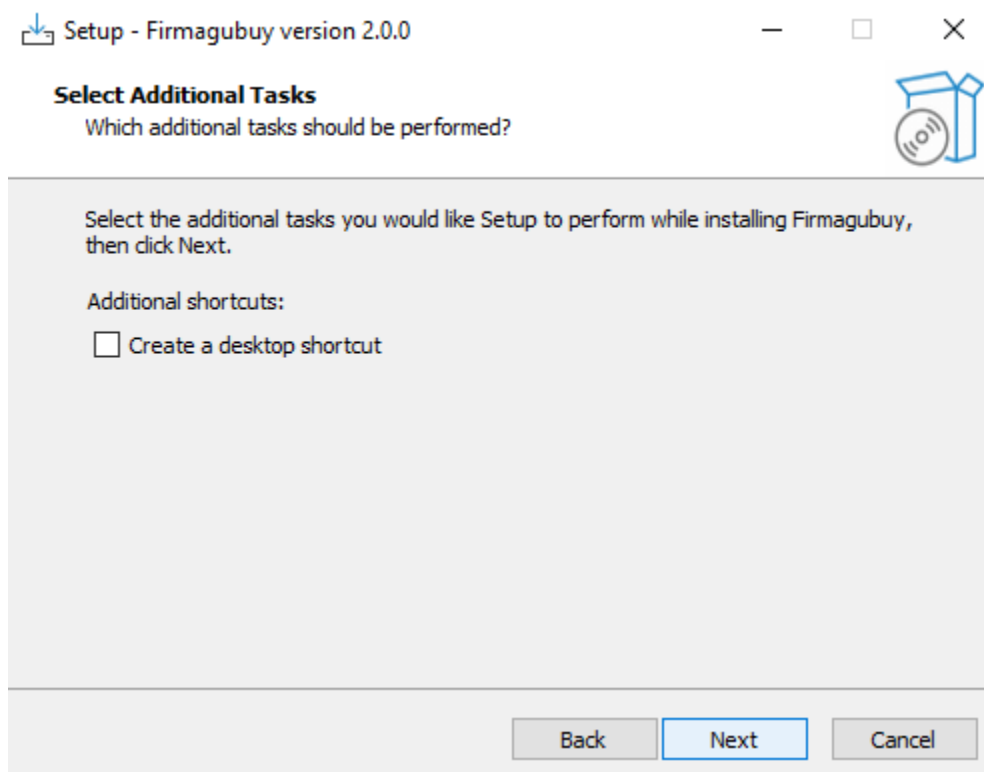 Setup - Firmagubuy version 2.0.0
Select Additional Tasks
Which additional tasks should be performed?
Select the additional tasks you would like Setup to perform while installing Firmagubuy,
then click Next.
Additional shortcuts:
Create a desktop shortcut
Back Next Cancel